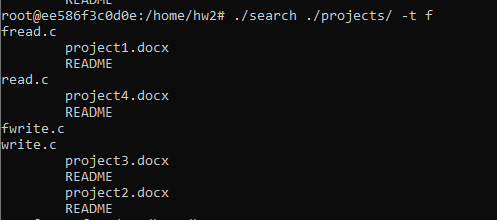 README
root@ee586f3c0d0e:/home/hw2# ./search ./projects/ -t f
fread.c
project1.docx
README
read.c
project4.docx
README
fwrite.c
write.c
project3.docx
README
project2.docx
README